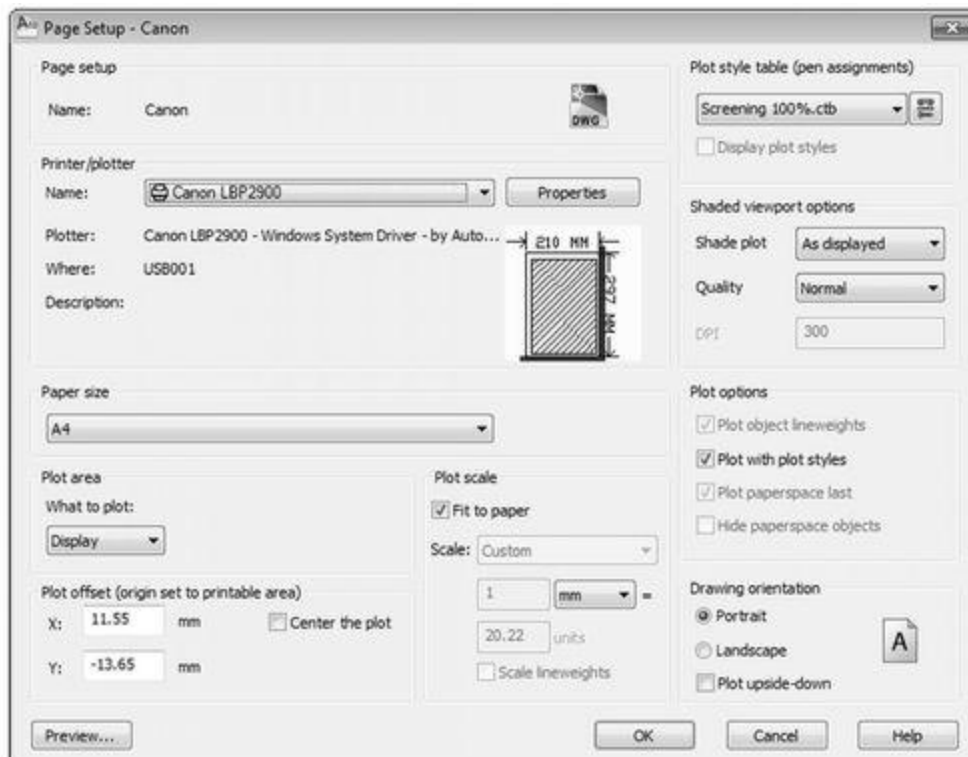 Page Setup - Canon
Page setup
Name: Canon
DWG
Printer/plotter
Name: Canon LBP2900 Properties
Plotter: Canon LBP2900 - Windows System Driver - by Auto...
Where: USB001
Description:
210 MM
297 MM
Paper size
A4
Plot area
What to plot:
Display
Plot offset (origin set to printable area)
X: 11.55 mm Center the plot
Y: -13.65 mm
Plot scale
Fit to paper
Scale: Custom
1 mm =
20.22 units
Scale lineweights
Plot style table (pen assignments)
Screening 100%.ctb
Display plot styles
Shaded viewport options
Shade plot As displayed
Quality Normal
DPI 300
Plot options
Plot object lineweights
Plot with plot styles
Plot paperspace last
Hide paperspace objects
Drawing orientation
Portrait
Landscape
Plot upside-down
A
Preview... OK Cancel Help